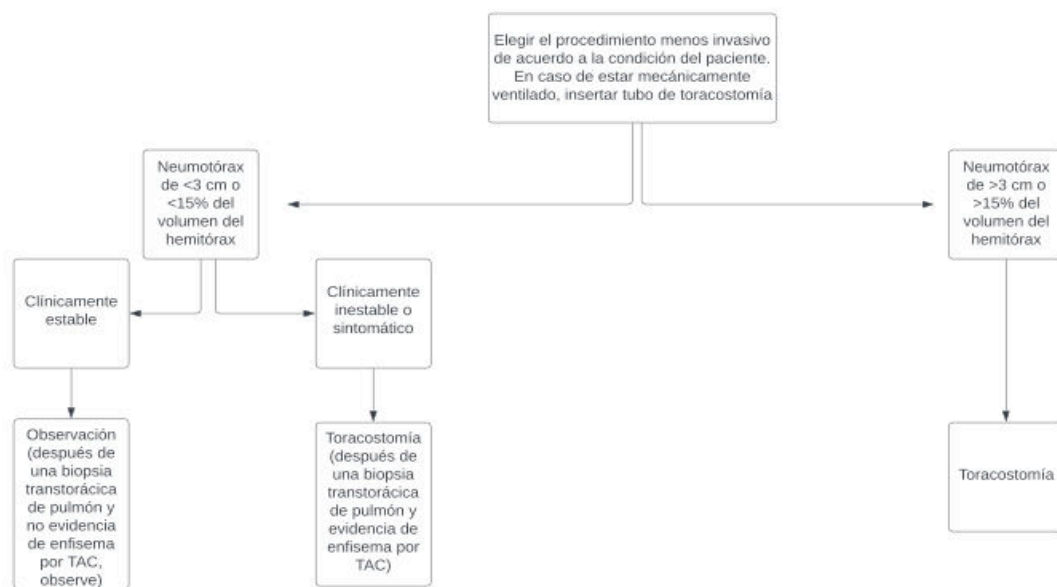 Elegir el procedimiento menos invasivo
de acuerdo a la condición del paciente.
En caso de estar mecánicamente
ventilado, insertar tubo de toracostomía
Neumotórax
de <3 cm o
<15% del
volumen del
hemitórax
Neumotórax
de >3 cm o
>15% del
volumen del
hemitórax
Clínicamente
estable
Clínicamente
inestable o
sintomático
Observación
(después de
una biopsia
transtorácica
de pulmón y
no evidencia
de enfisema
por TAC,
observe)
Toracostomía
(después de
una biopsia
transtorácica
de pulmón y
evidencia de
enfisema por
TAC)
Toracostomía